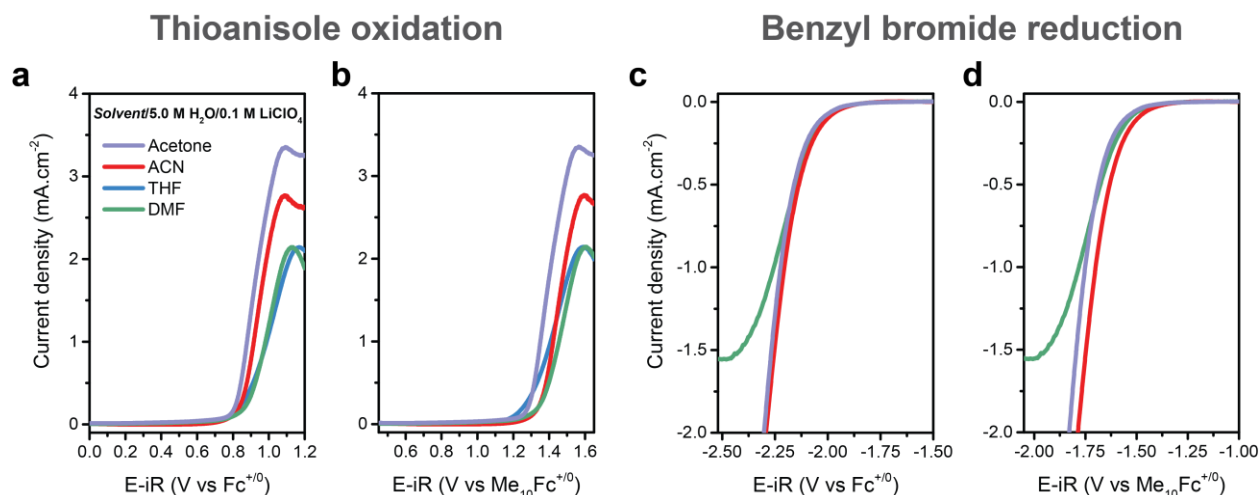 Thioanisole oxidation
Benzyl bromide reduction
a
b
c
d
Solvent/5.0 M H₂O/0.1 M LiClO₄
Acetone
ACN
THF
DMF
Current density (mA.cm⁻²)
4
3
2
1
0
0.0 0.2 0.4 0.6 0.8 1.0 1.2
E-iR (V vs Fc⁺/⁰)
4
3
2
1
0
0.6 0.8 1.0 1.2 1.4 1.6
E-iR (V vs Me₁₀Fc⁺/⁰)
Current density (mA.cm⁻²)
0.0
-0.5
-1.0
-1.5
-2.0
-2.50 -2.25 -2.00 -1.75 -1.50
E-iR (V vs Fc⁺/⁰)
0.0
-0.5
-1.0
-1.5
-2.0
-2.00 -1.75 -1.50 -1.25 -1.00
E-iR (V vs Me₁₀Fc⁺/⁰)